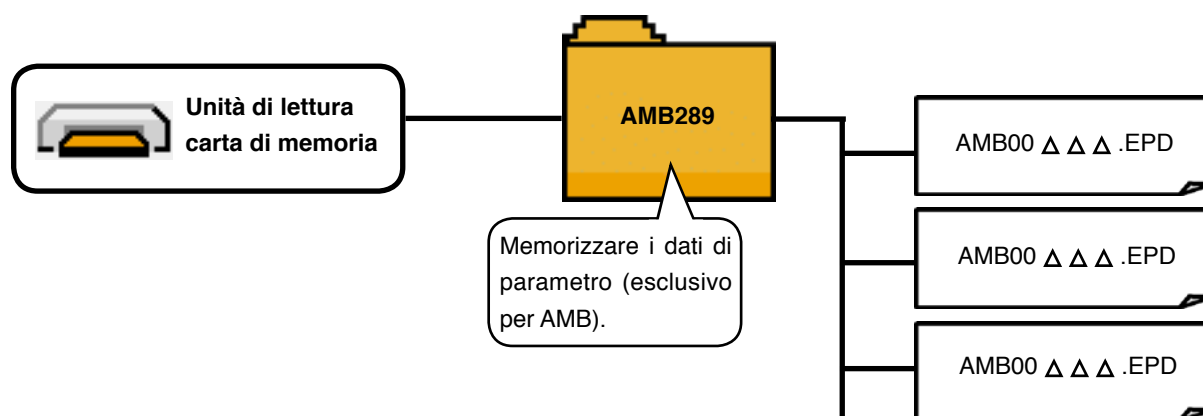 Unità di lettura
carta di memoria
AMB289
Memorizzare i dati di
parametro (esclusivo
per AMB).
AMB00 △ △ △ .EPD
AMB00 △ △ △ .EPD
AMB00 △ △ △ .EPD